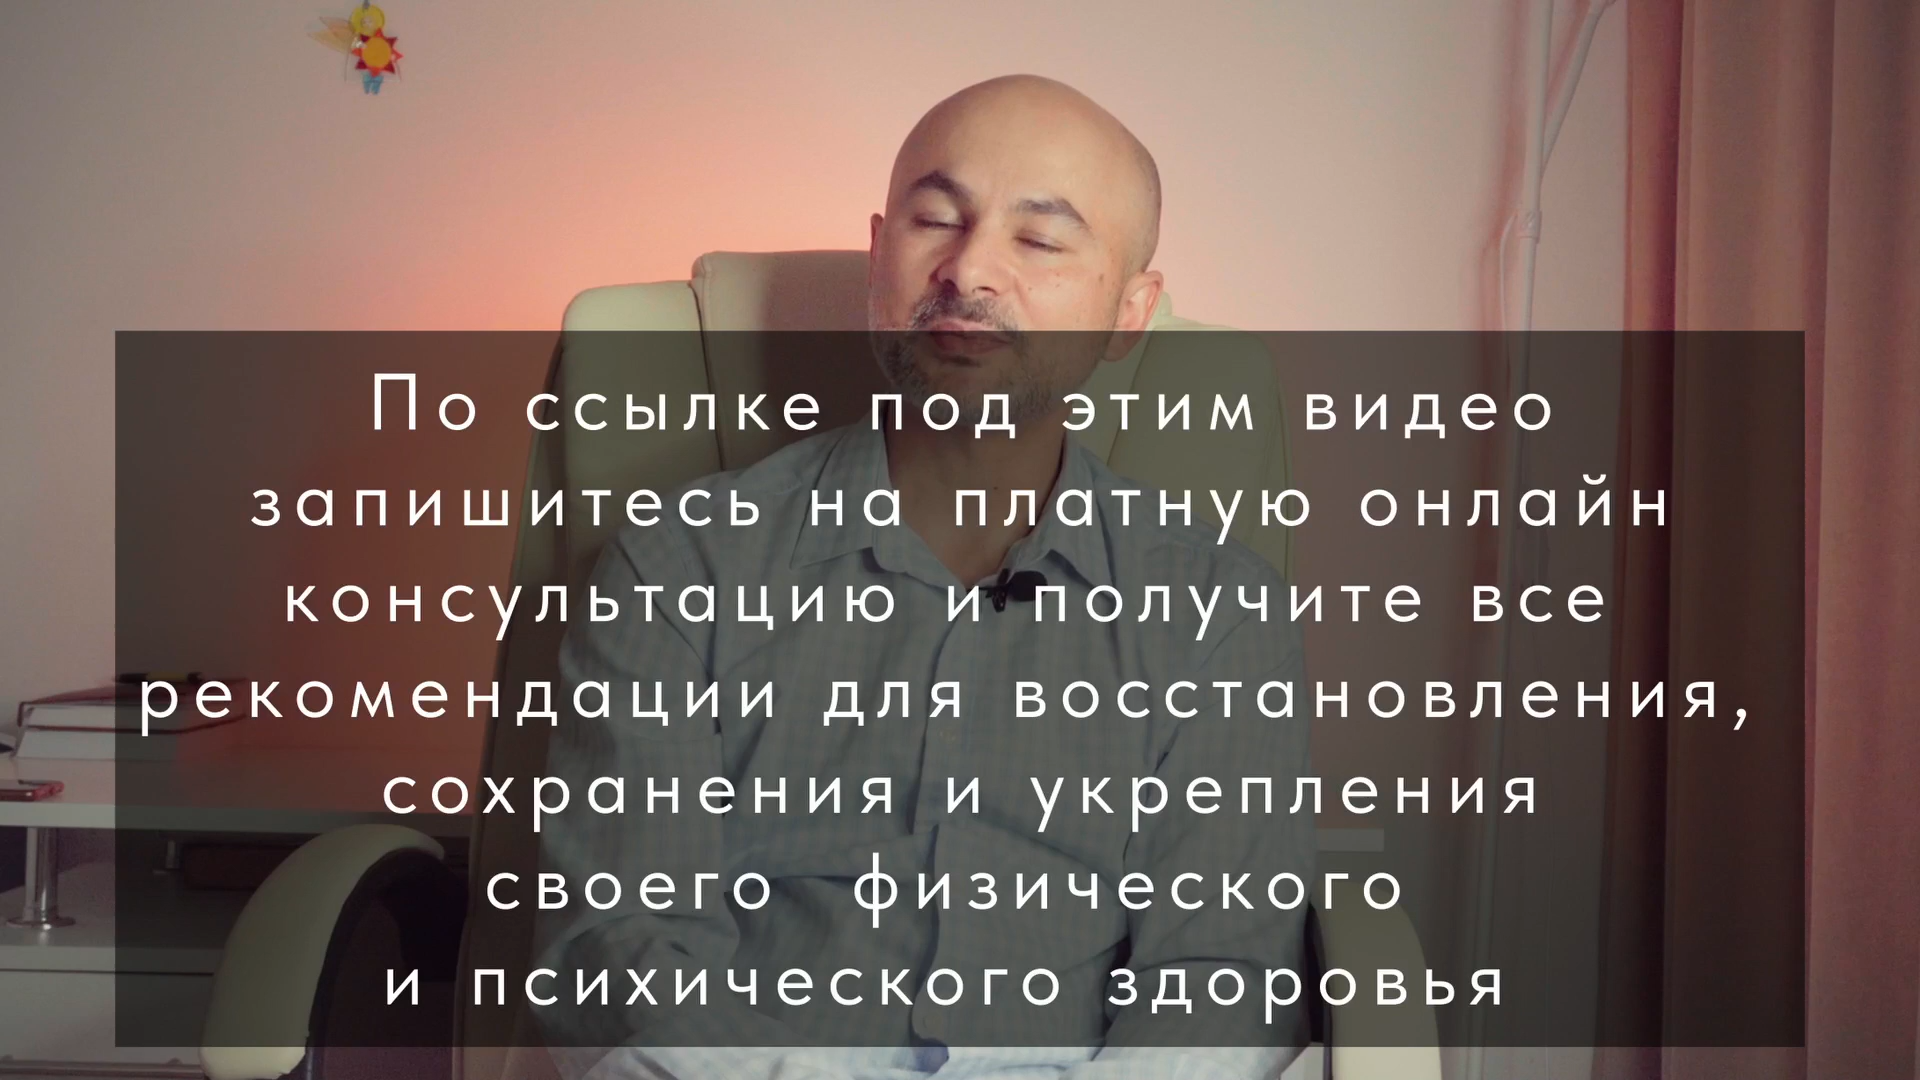 По ссылке под этим видео
запишитесь на платную онлайн
консультацию и получите все
рекомендации для восстановления,
сохранения и укрепления
своего физического
и психического здоровья